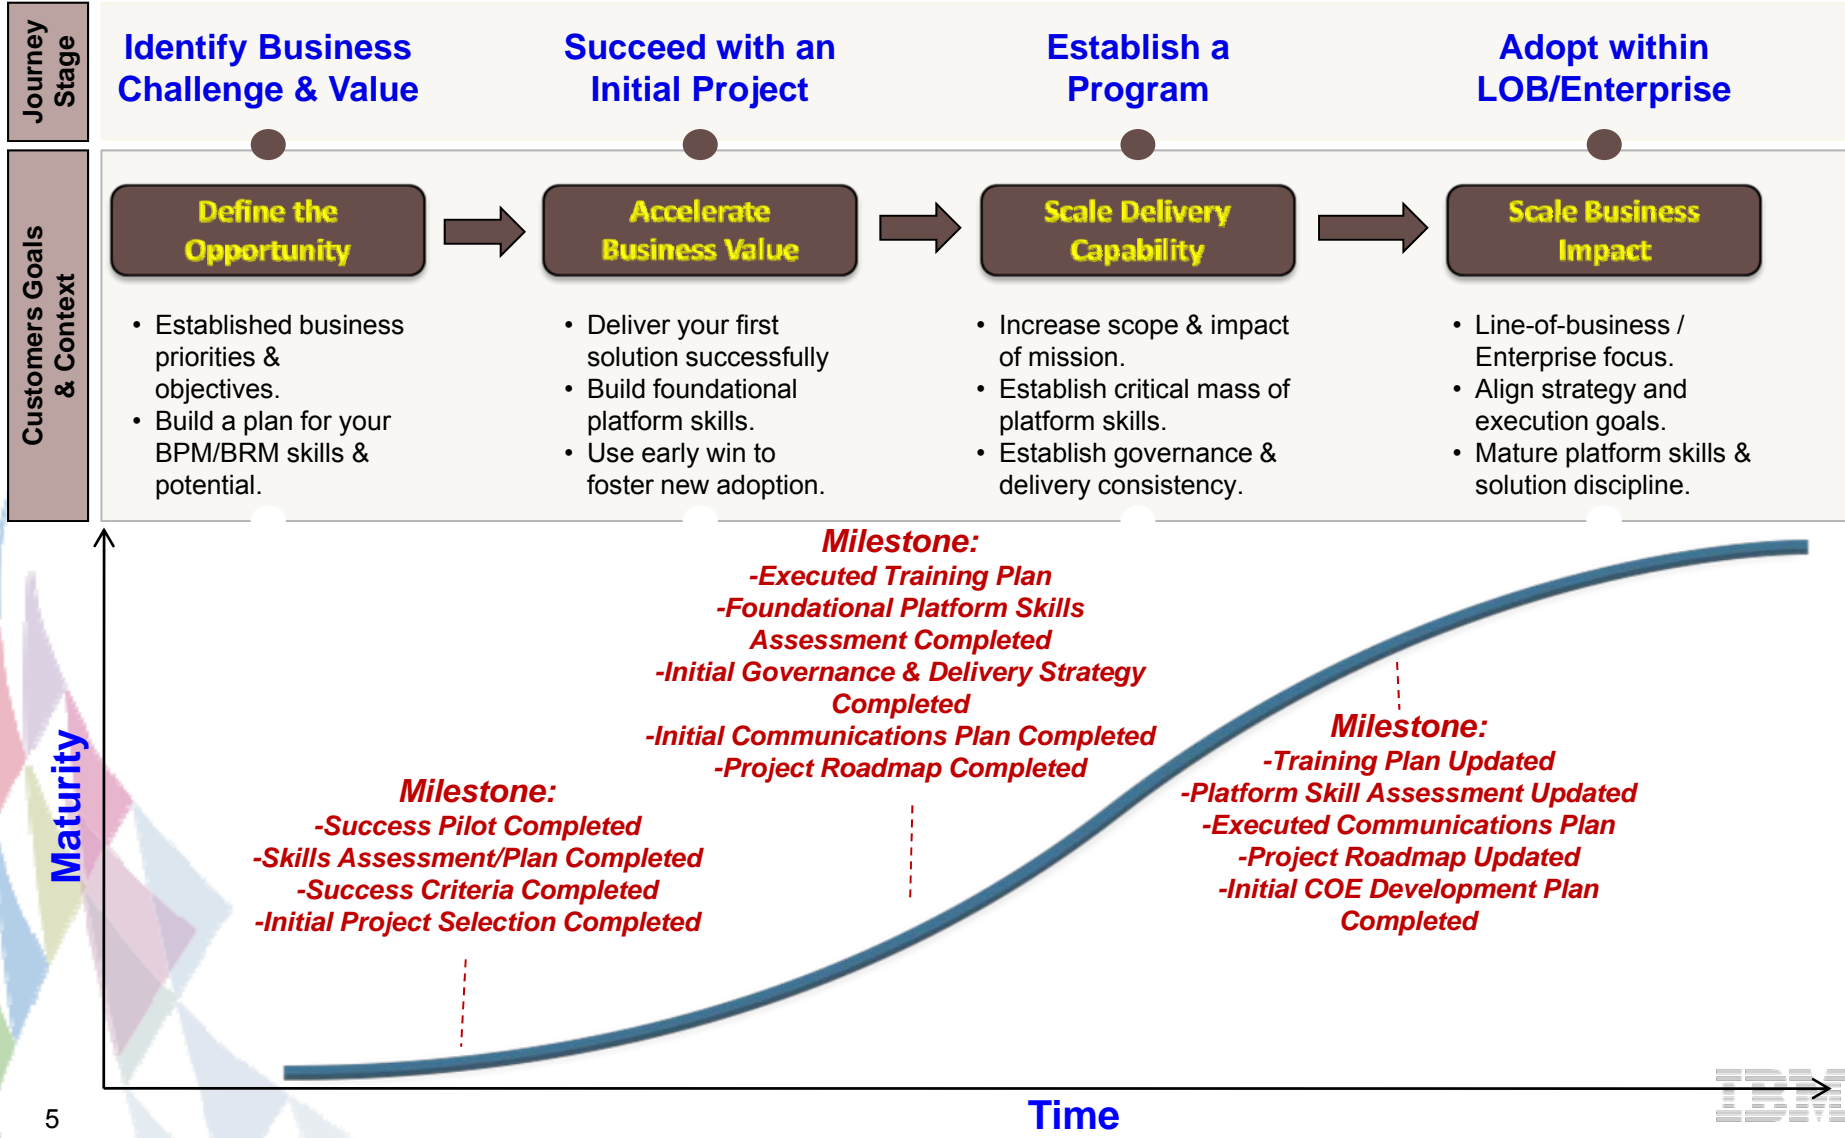 Journey
Stage
Identify Business
Challenge & Value
Succeed with an
Initial Project
Establish a
Program
Adopt within
LOB/Enterprise
Customers Goals
& Context
Define the
Opportunity
Accelerate
Business Value
Scale Delivery
Capability
Scale Business
Impact
• Established business
priorities &
objectives.
• Build a plan for your
BPM/BRM skills &
potential.
• Deliver your first
solution successfully
• Build foundational
platform skills.
• Use early win to
foster new adoption.
• Increase scope & impact
of mission.
• Establish critical mass of
platform skills.
• Establish governance &
delivery consistency.
• Line-of-business /
Enterprise focus.
• Align strategy and
execution goals.
• Mature platform skills &
solution discipline.
Maturity
Milestone:
-Success Pilot Completed
-Skills Assessment/Plan Completed
-Success Criteria Completed
-Initial Project Selection Completed
Milestone:
-Executed Training Plan
-Foundational Platform Skills
Assessment Completed
-Initial Governance & Delivery Strategy
Completed
-Initial Communications Plan Completed
-Project Roadmap Completed
Milestone:
-Training Plan Updated
-Platform Skill Assessment Updated
-Executed Communications Plan
-Project Roadmap Updated
-Initial COE Development Plan
Completed
Time
5
IBM